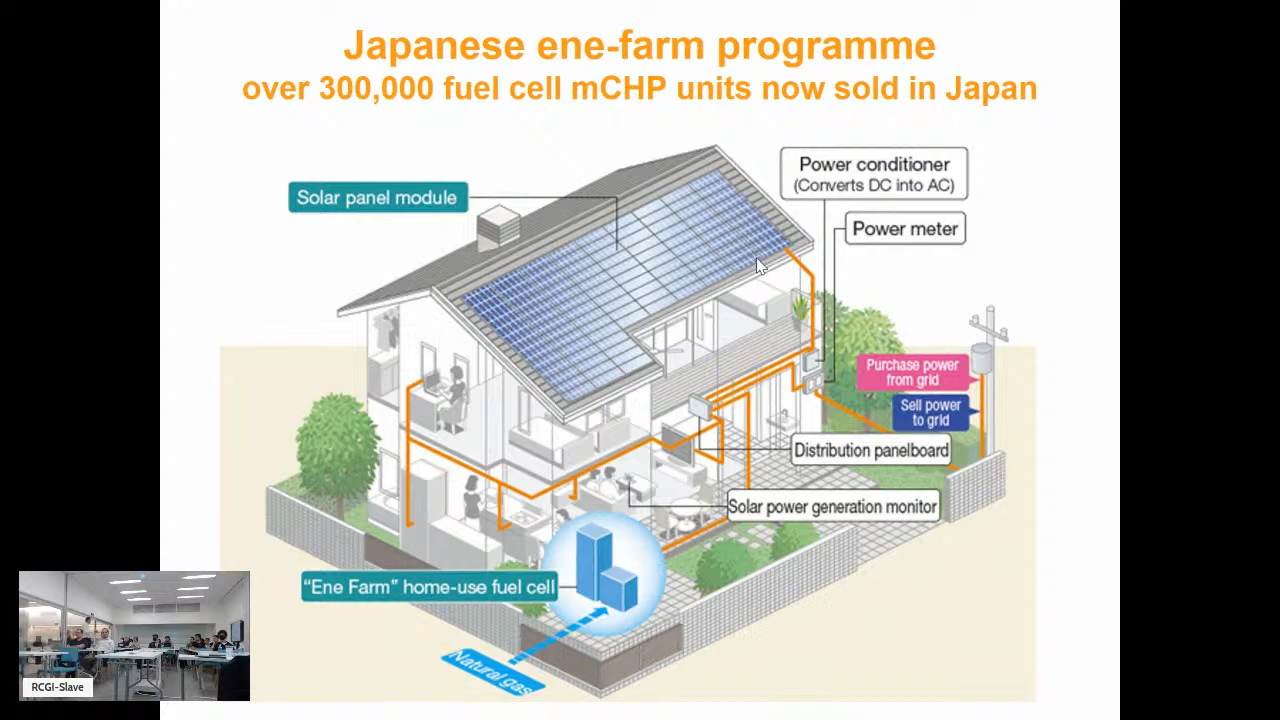 Japanese ene-farm programme
over 300,000 fuel cell mCHP units now sold in Japan
Power conditioner
(Converts DC into AC)
Solar panel module
Power meter
Purchase power
from grid
Sell power
to grid
Distribution panelboard
Solar power generation monitor
“Ene Farm” home-use fuel cell
Natural gas
RCGI-Slave